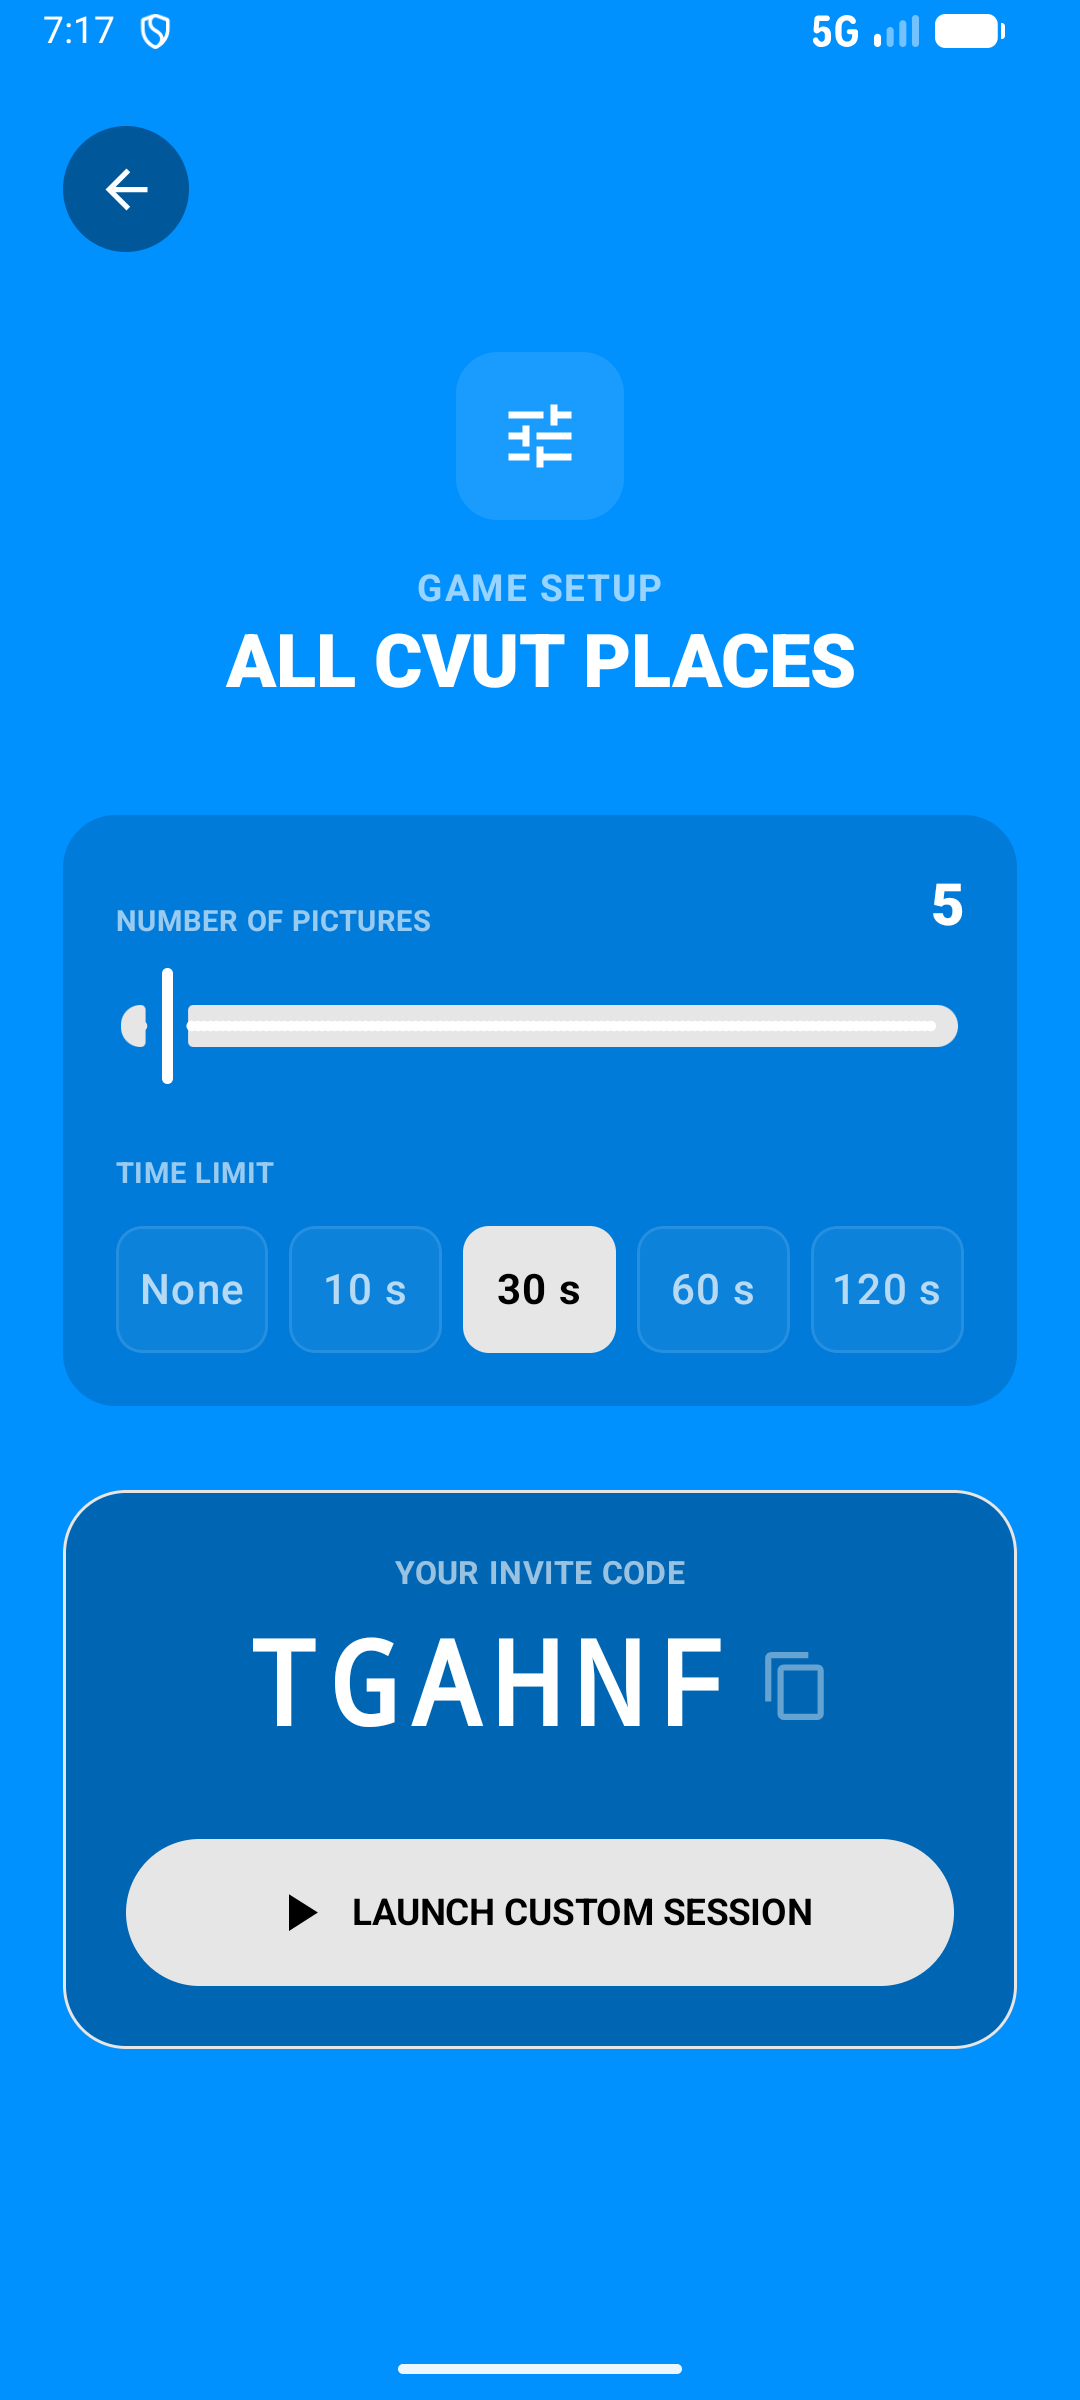 7:17 5G
GAME SETUP
ALL CVUT PLACES
NUMBER OF PICTURES 5
TIME LIMIT
None 10 s 30 s 60 s 120 s
YOUR INVITE CODE
TGAHNF
LAUNCH CUSTOM SESSION